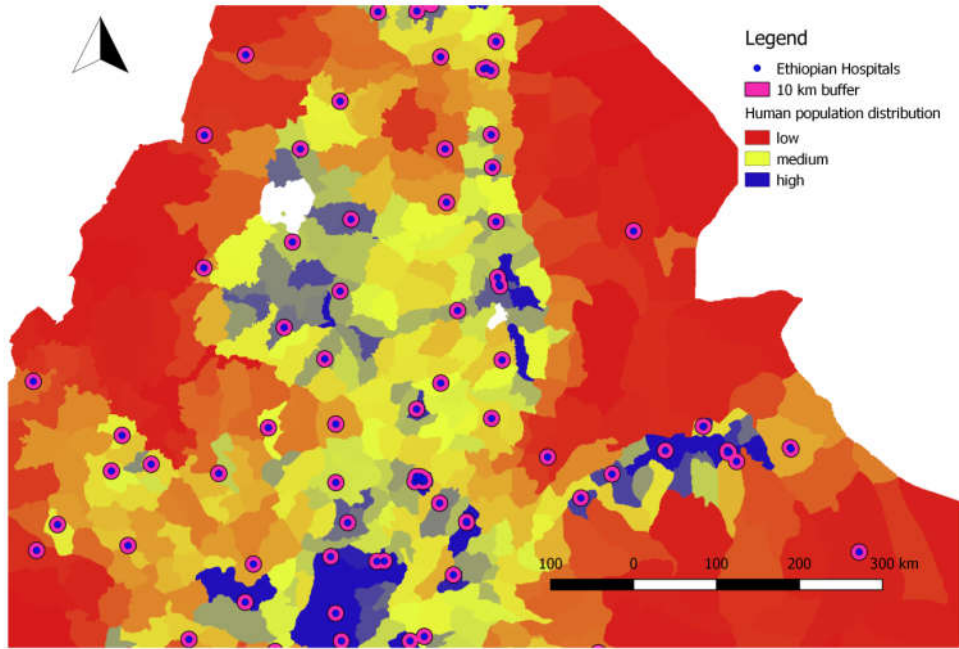 Legend
Ethiopian Hospitals
10 km buffer
Human population distribution
low
medium
high
100 0 100 200 300 km